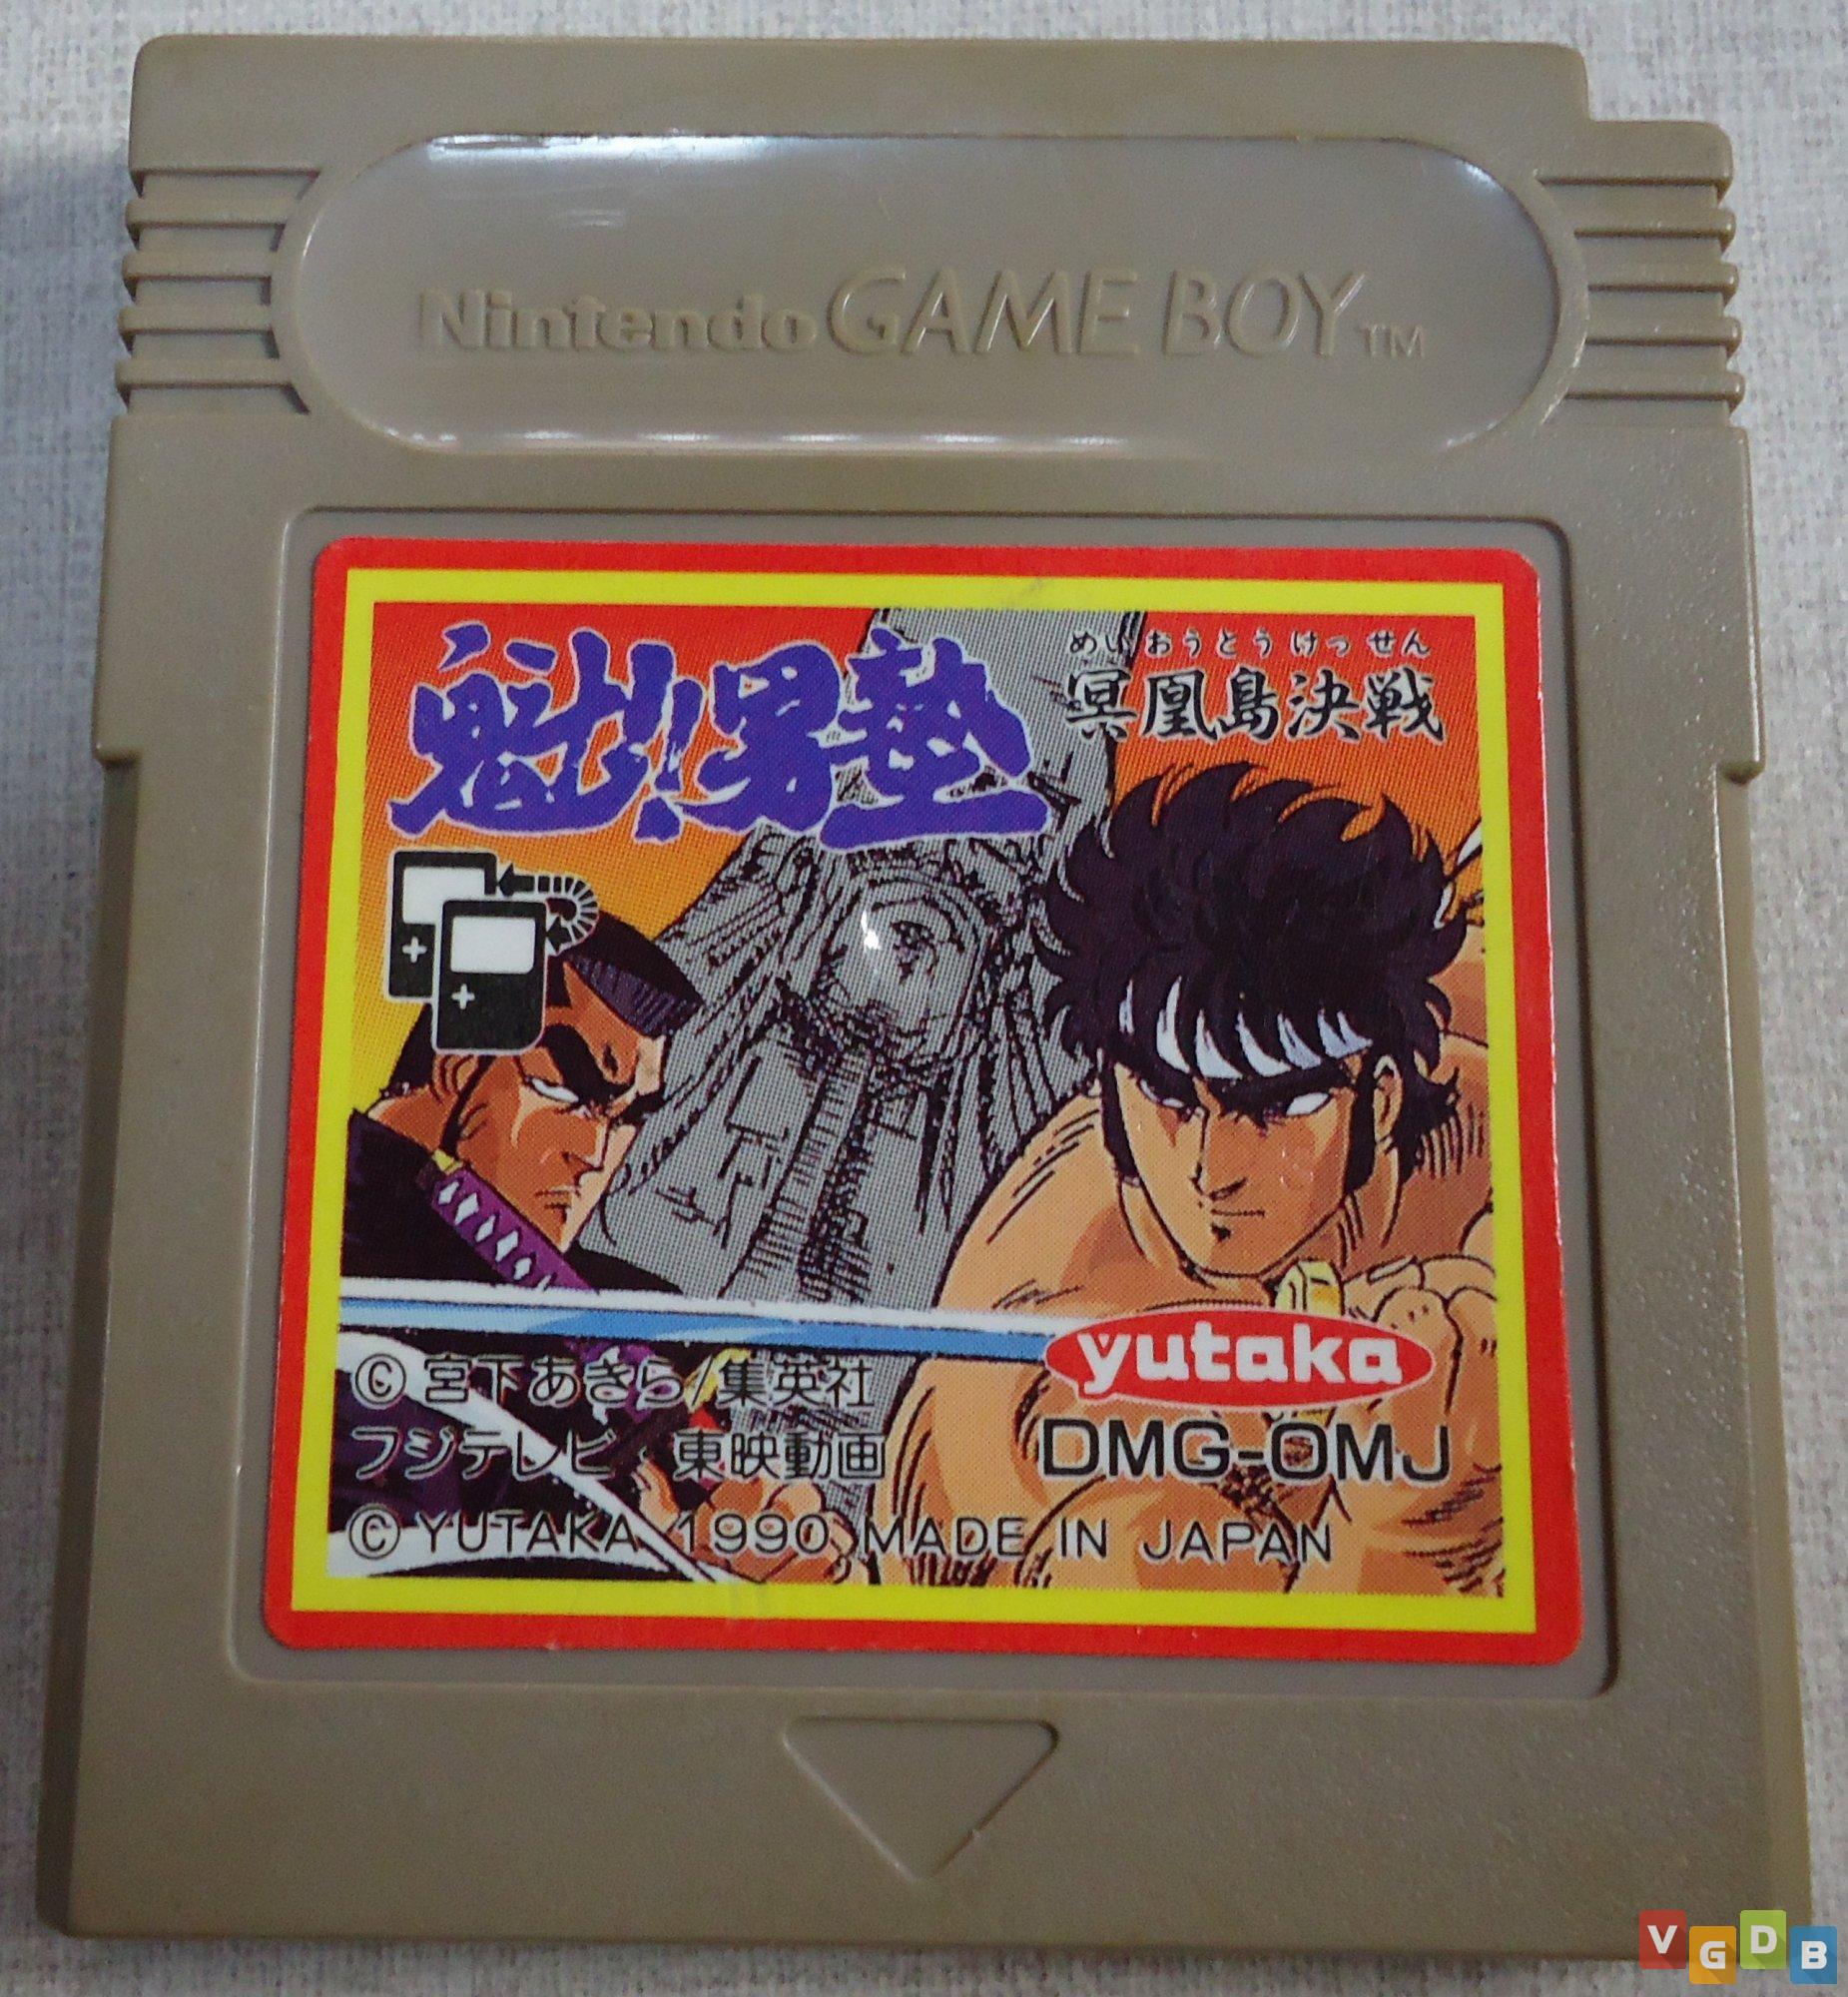 Nintendo GAME BOY TM
魁!!男塾
めいおうとうけっせん
冥凰島決戦
yutaka
© 宮下あきら/集英社
フジテレビ・東映動画
DMG-OMJ
© YUTAKA 1990 MADE IN JAPAN
VGDB